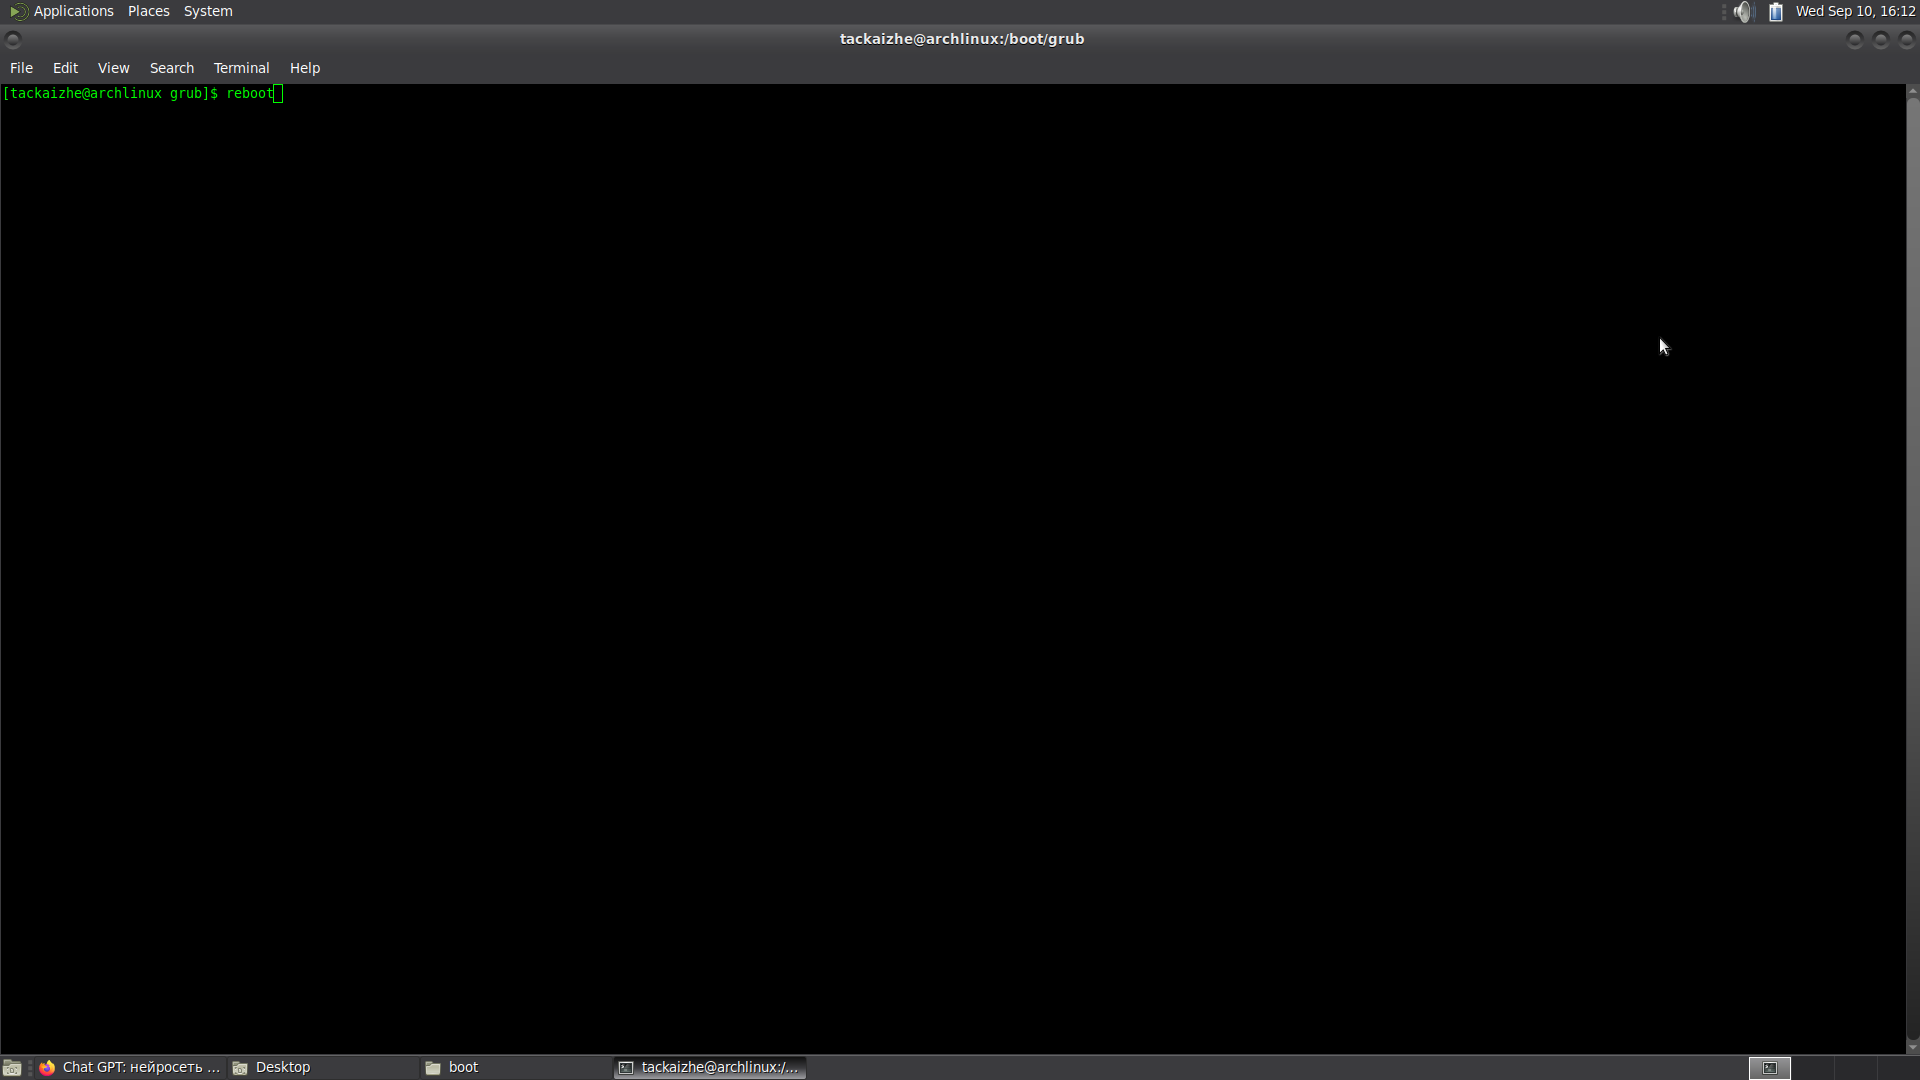 Applications Places System Wed Sep 10, 16:12
tackaizhe@archlinux:/boot/grub
File Edit View Search Terminal Help
[tackaizhe@archlinux grub]$ reboot
Chat GPT: нейросеть ... Desktop boot tackaizhe@archlinux:/...